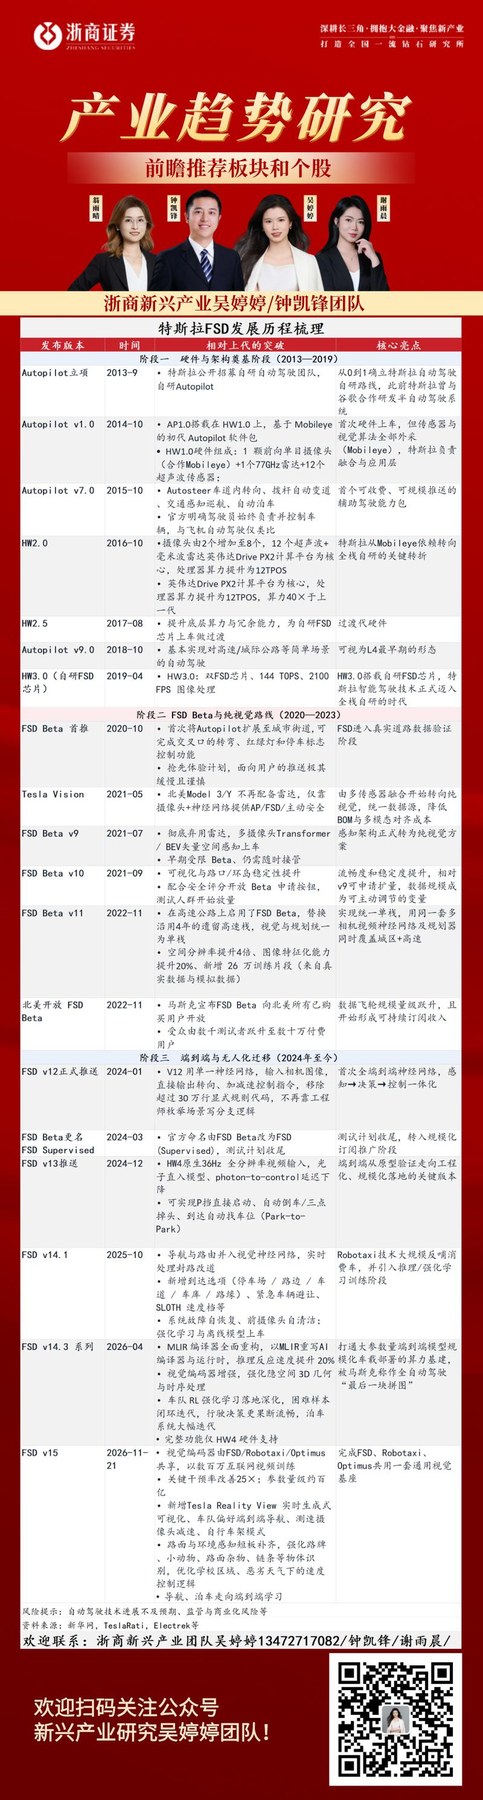 浙商证券
ZHESHANG SECURITIES
深耕长三角·拥抱大金融·聚焦新产业
打造全国一流钻石研究所
产业趋势研究
前瞻推荐板块和个股
翁雨晴
钟凯锋
吴婷婷
谢雨晨
浙商新兴产业吴婷婷/钟凯锋团队
特斯拉FSD发展历程梳理
发布版本 时间 相对上代的突破 核心亮点
阶段一 硬件与架构奠基阶段（2013—2019）
Autopilot立项 2013-9
• 特斯拉公开招募自研自动驾驶团队，
自研Autopilot
从0到1确立特斯拉自动驾驶
自研路线，此前特斯拉曾与
谷歌合作研发半自动驾驶系
统
Autopilot v1.0 2014-10
• AP1.0搭载在 HW1.0 上，基于 Mobileye
的初代 Autopilot 软件包
• HW1.0硬件组成：1 颗前向单目摄像头
（合作Mobileye）+1个77GHz雷达+12个
超声波传感器；
首次硬件上车，但传感器与
视觉算法全部外采
（Mobileye），特斯拉负责
融合与应用层
Autopilot v7.0 2015-10
• Autosteer车道内转向、拨杆自动变道
、交通感知巡航、自动泊车
• 官方明确驾驶员始终负责并控制车
辆，与飞机自动驾驶仪类比
首个可收费、可规模推送的
辅助驾驶能力包
HW2.0 2016-10
•摄像头由2个增加至8个，12 个超声波+
毫米波雷达英伟达Drive PX2计算平台为核
心，处理器算力提升为12TPOS
• 英伟达Drive PX2计算平台为核心，处
理器算力提升为12TPOS，算力40×于上
一代
特斯拉从Mobileye依赖转向
全栈自研的关键转折
HW2.5 2017-08
• 提升底层算力与冗余能力，为自研FSD
芯片上车做过渡
过渡代硬件
Autopilot v9.0 2018-10
• 基本实现对高速/城际公路等简单场景
的自动驾驶
可视为L4最早期的形态
HW3.0（自研FSD
芯片）
2019-04
• HW3.0：双FSD芯片、144 TOPS、2100
FPS 图像处理
HW3.0搭载自研FSD芯片，特
斯拉智能驾驶技术正式迈入
全栈自研的时代
阶段二 FSD Beta与纯视觉路线（2020—2023）
FSD Beta 首推 2020-10
• 首次将Autopilot扩展至城市街道，可
完成交叉口的转弯、红绿灯和停车标志
控制功能
• 抢先体验计划，面向用户的推送极其
缓慢且谨慎
FSD进入真实道路数据验证
阶段
Tesla Vision 2021-05
• 北美Model 3/Y 不再配备雷达，仅靠
摄像头+神经网络提供AP/FSD/主动安全
由多传感器融合开始转向纯
视觉，统一数据源，降低
BOM与多模态对齐成本
FSD Beta v9 2021-07
• 彻底弃用雷达，多摄像头Transformer
/ BEV矢量空间感知上车
• 早期受限 Beta、仍需随时接管
感知架构正式转为纯视觉方
案
FSD Beta v10 2021-09
• 可视化与路口/环岛稳定性提升
• 配合安全评分开放 Beta 申请按钮，
测试人群开始放量
流畅度和稳定度提升，相对
v9可申请扩量，数据规模成
为可主动调节的变量
FSD Beta v11 2022-11
• 在高速公路上启用了FSD Beta，替换
沿用4年的遗留高速栈，视觉与规划统一
为单栈
• 空间分辨率提升4倍，图像特征化能力
提升20%、新增 26 万训练片段（来自真
实数据与模拟数据）
实现统一单栈，用同一套多
相机视频神经网络及规划器
同时覆盖城区+高速
北美开放 FSD
Beta
2022-11
• 马斯克宣布FSD Beta 向北美所有已购
买用户开放
• 受众由数千测试者跃升至数十万付费
用户
数据飞轮规模量级跃升，且
开始形成可持续订阅收入
阶段三 端到端与无人化迁移（2024年至今）
FSD v12正式推送 2024-01
• V12 用单一神经网络，输入相机图像，
直接输出转向、加减速控制指令，移除
超过 30 万行显式规则代码，不再靠工程
师枚举场景写分支逻辑
首次全端到端神经网络，感
知→决策→控制一体化
FSD Beta更名
FSD Supervised
2024-03
• 官方命名由FSD Beta改为FSD
(Supervised)，测试计划收尾
测试计划收尾，转入规模化
订阅推广阶段
FSD v13推送 2024-12
• HW4原生36Hz 全分辨率视频输入，光
子直入模型、photon-to-control延迟下
降
• 可实现P挡直接启动、自动倒车/三点
掉头、到达自动找车位（Park-to-
Park）
端到端从原型验证走向工程
化、规模化落地的关键版本
FSD v14.1 2025-10
• 导航与路由并入视觉神经网络，实时
处理封路改道
• 新增到达选项（停车场 / 路边 / 车
道 / 车库 / 路缘）、紧急车辆避让、
SLOTH 速度档等
• 系统故障自恢复、前摄像头自清洁；
强化学习与离线模型上车
Robotaxi技术大规模反哺消
费车，并引入推理/强化学
习训练阶段
FSD v14.3 系列 2026-04
• MLIR 编译器全面重构，以MLIR重写AI
编译器与运行时，推理反应速度提升 20%
• 视觉编码器增强，强化隐空间 3D 几何
与时序处理
• 车队 RL 强化学习落地深化，困难样本
闭环迭代，行驶决策更果断流畅，泊车
系统大幅迭代
• 完整功能仅 HW4 硬件支持
打通大参数量端到端模型规
模化车载部署的算力基建，
被马斯克称作全自动驾驶
“最后一块拼图”
FSD v15 2026-11-
21
• 视觉编码器由FSD/Robotaxi/Optimus
共享，以数百万互联网视频训练
• 关键干预率改善25×；参数量级约百
亿
• 新增Tesla Reality View 实时生成式
可视化、车队偏好端到端导航、测速摄
像头减速、自行车架模式
• 路面与环境感知短板补齐，强化路牌
、小动物、路面杂物、链条等物体识
别，优化学校区域、恶劣天气下的速度
控制逻辑
• 导航、泊车走向端到端学习
完成FSD、Robotaxi、
Optimus共用一套通用视觉
基座
风险提示：自动驾驶技术进展不及预期、监管与商业化风险等
资料来源：新华网，TeslaRati，Electrek等
欢迎联系：浙商新兴产业团队吴婷婷13472717082/钟凯锋/谢雨晨/
欢迎扫码关注公众号
新兴产业研究吴婷婷团队！